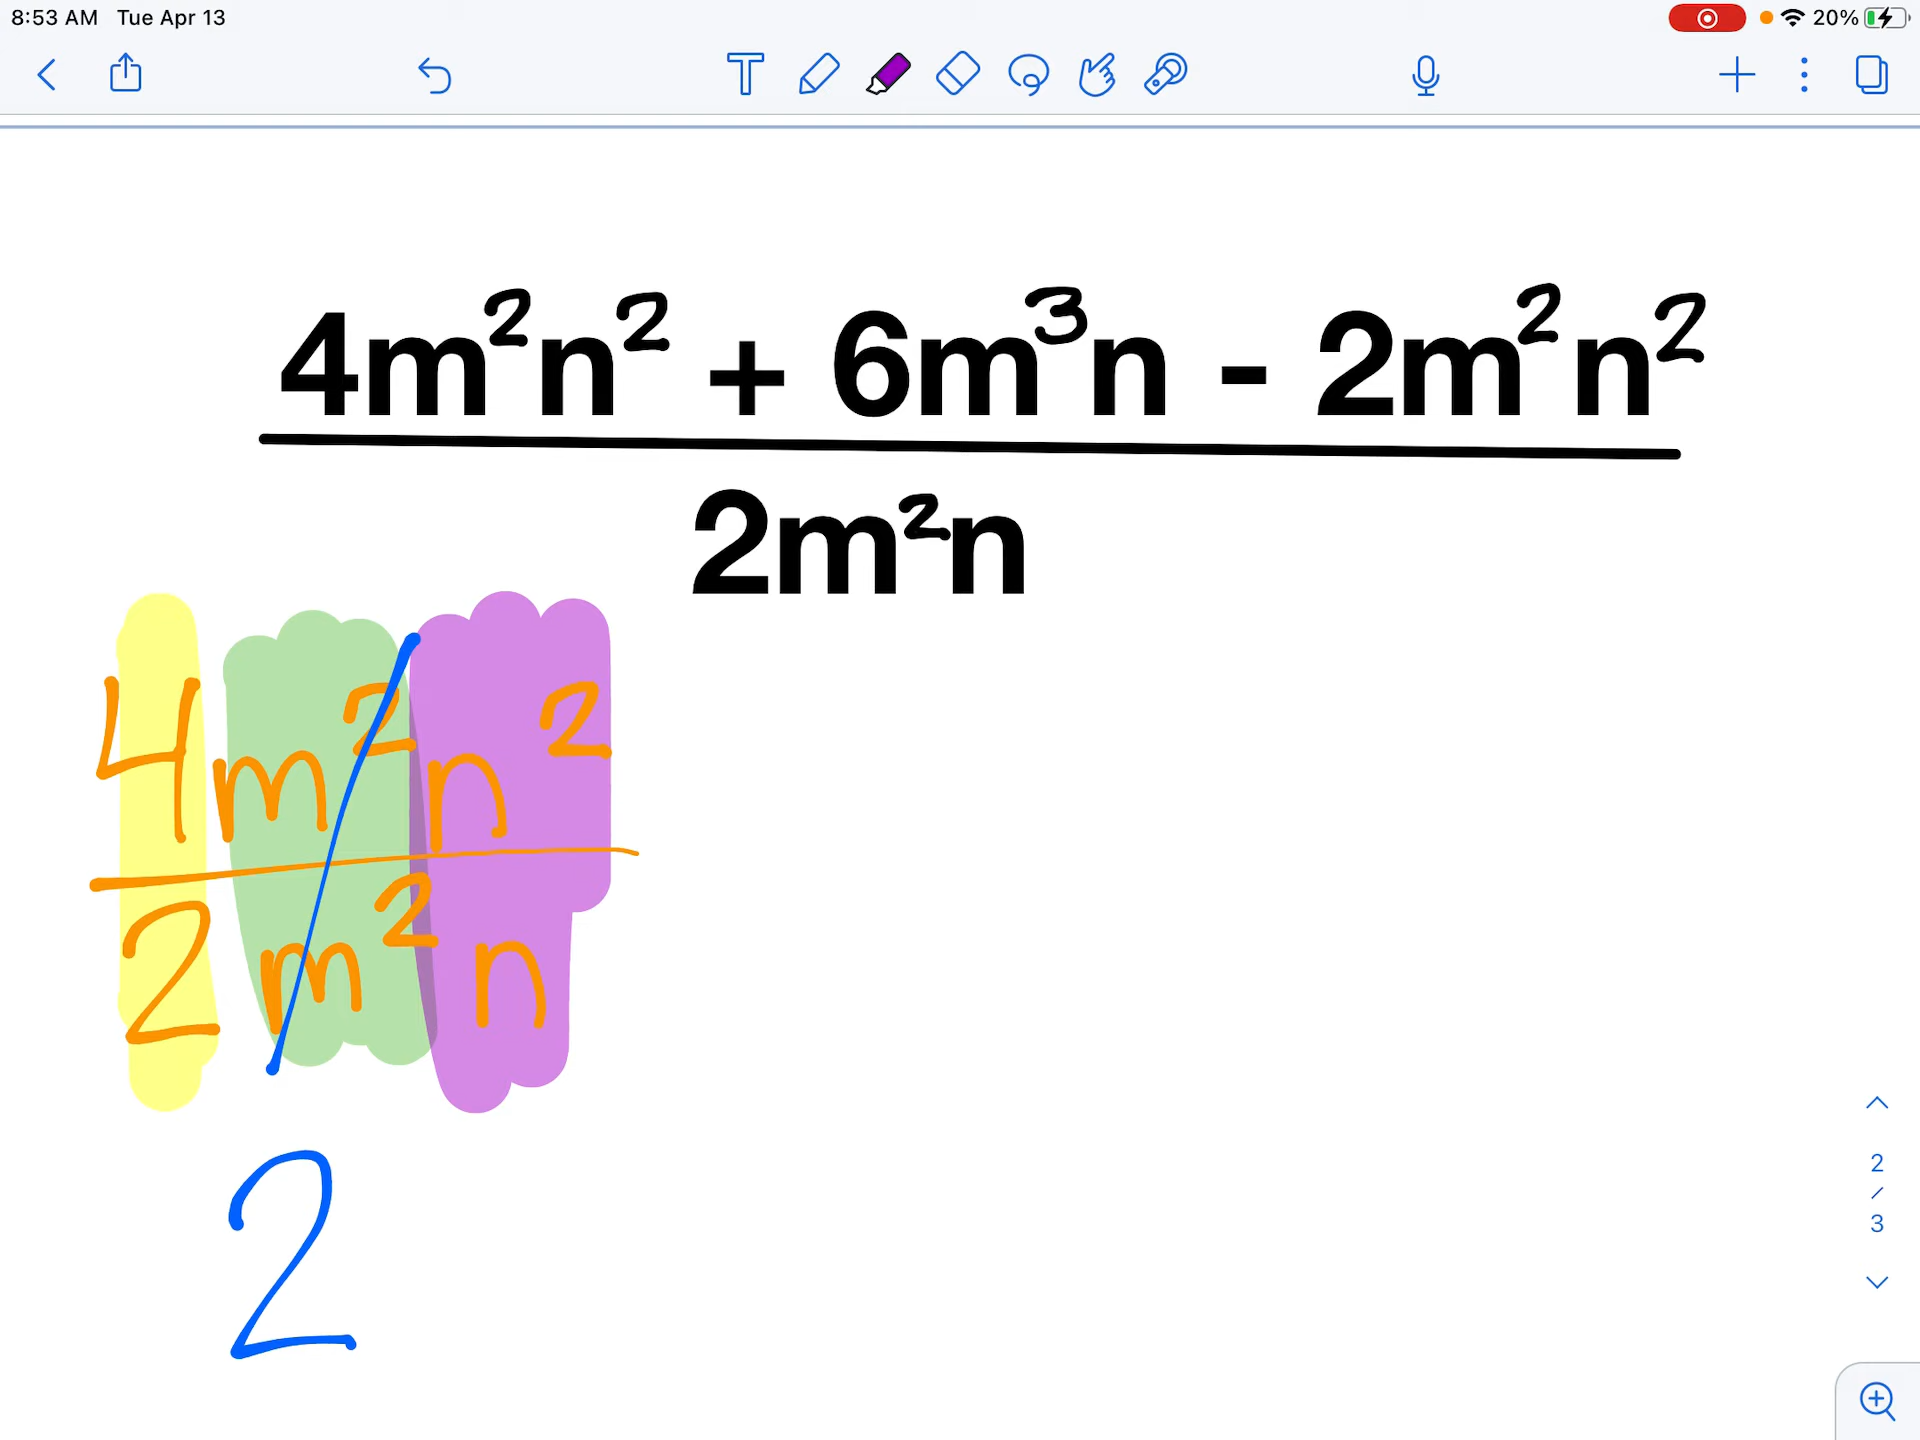 8:53 AM Tue Apr 13
20%
T
4m²n² + 6m³n - 2m²n²
2m²n
4m²n²
2m²n
2
2
/
3